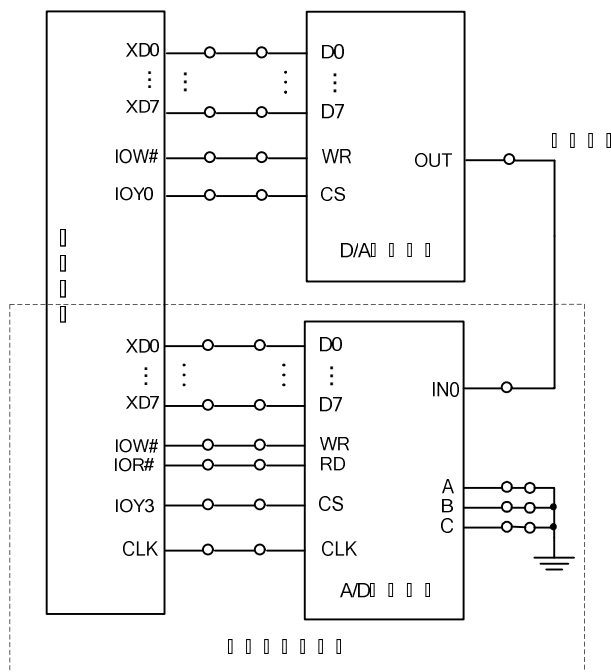 XD0 D0
XD7 D7
IOW# WR
OUT
IOY0 CS
D/A
XD0 D0
XD7 D7
IN0
IOW# WR
IOR# RD
A
IOY3 CS
B
C
CLK CLK
A/D